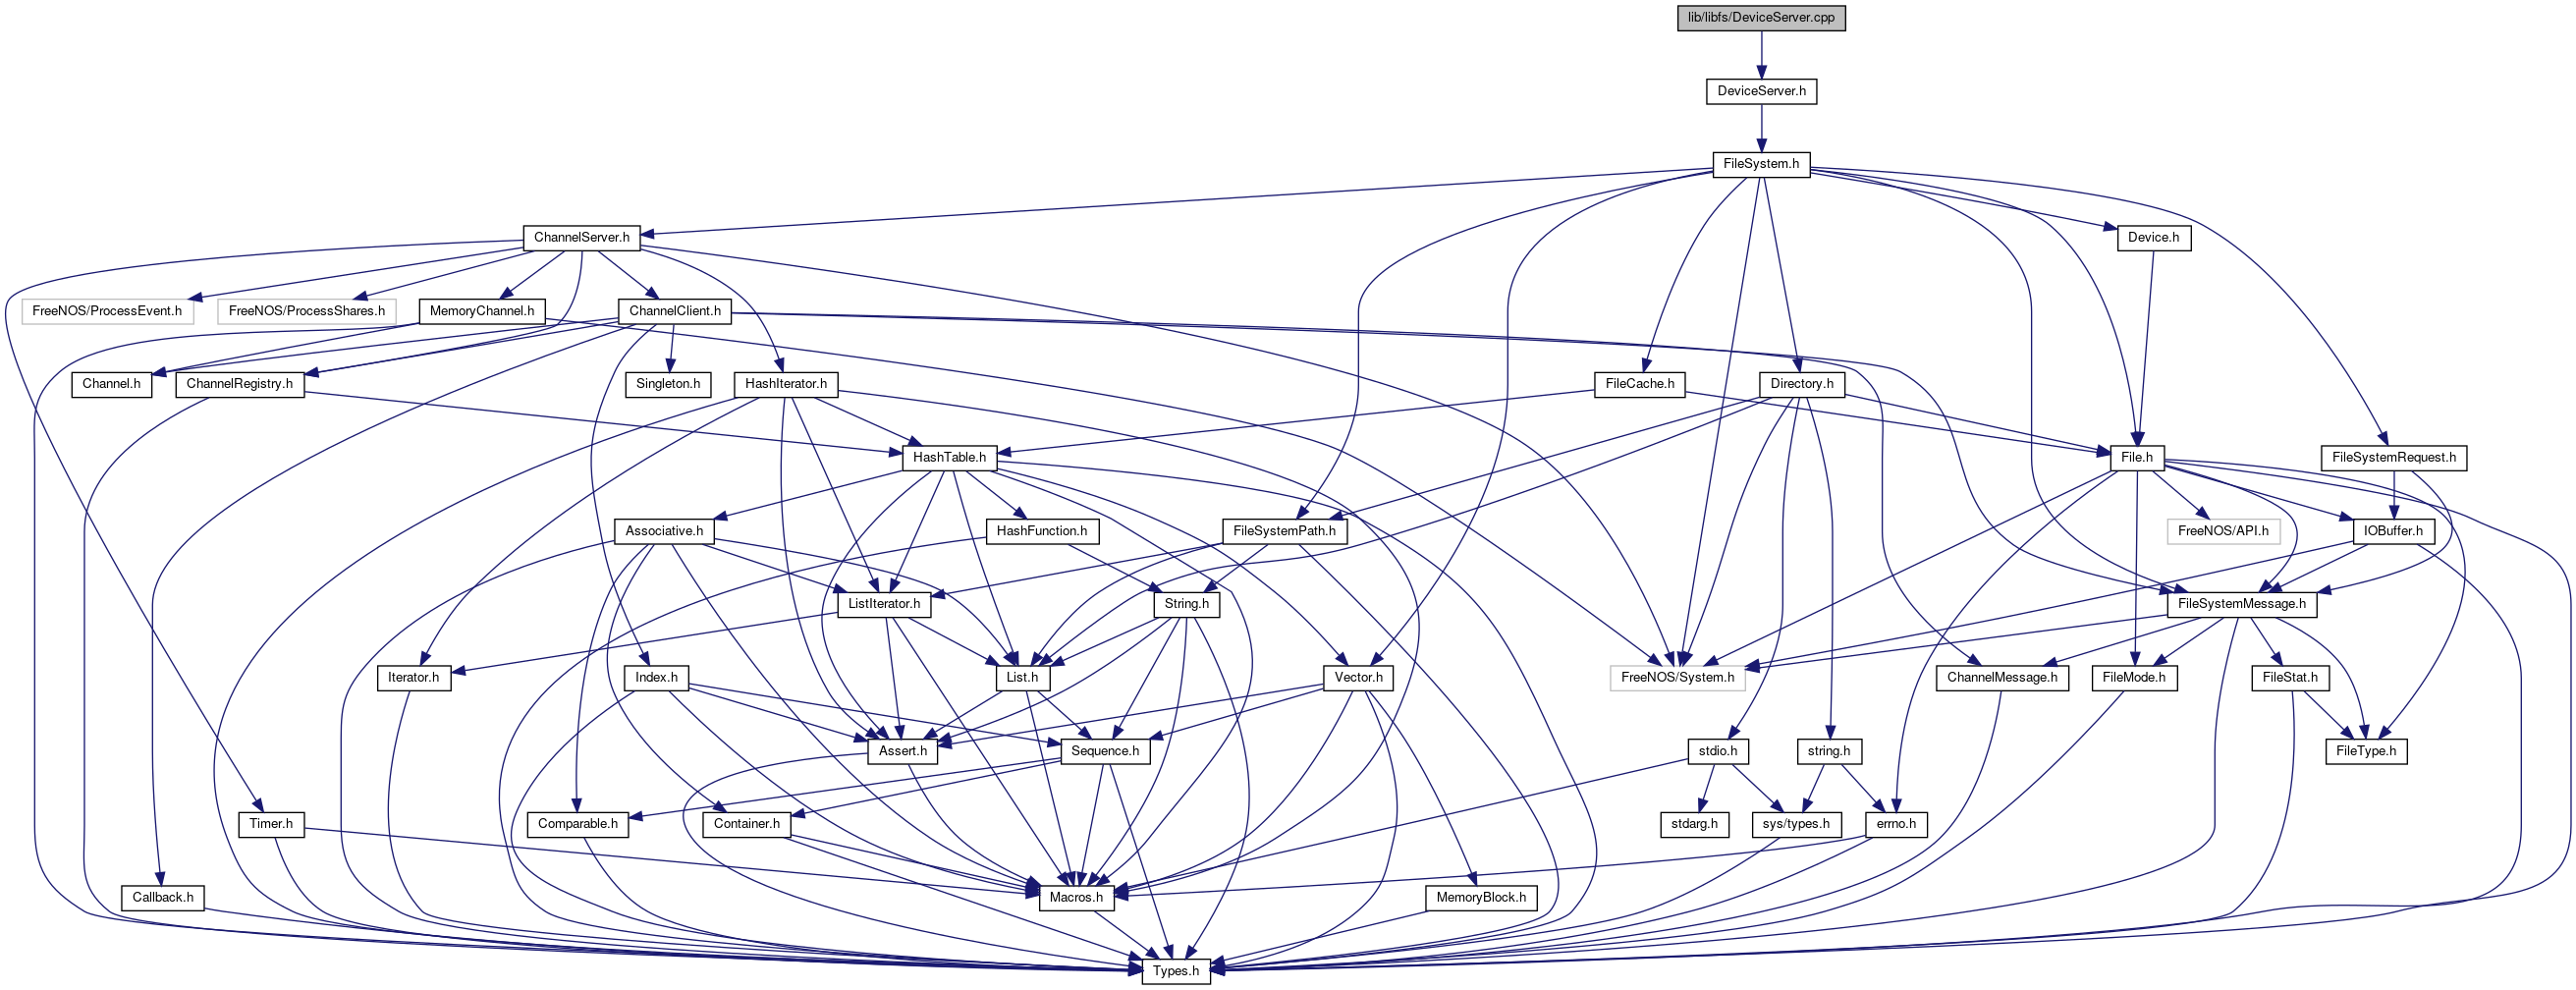 lib/libfs/DeviceServer.cpp
DeviceServer.h
FileSystem.h
ChannelServer.h
Device.h
FreeNOS/ProcessEvent.h
FreeNOS/ProcessShares.h
MemoryChannel.h
ChannelClient.h
Channel.h
ChannelRegistry.h
Singleton.h
HashIterator.h
FileCache.h
Directory.h
HashTable.h
File.h
FileSystemRequest.h
Associative.h
HashFunction.h
FileSystemPath.h
FreeNOS/API.h
IOBuffer.h
ListIterator.h
String.h
FileSystemMessage.h
Iterator.h
Index.h
List.h
Vector.h
FreeNOS/System.h
ChannelMessage.h
FileMode.h
FileStat.h
Assert.h
Sequence.h
stdio.h
string.h
FileType.h
Timer.h
Comparable.h
Container.h
stdarg.h
sys/types.h
errno.h
Callback.h
Macros.h
MemoryBlock.h
Types.h